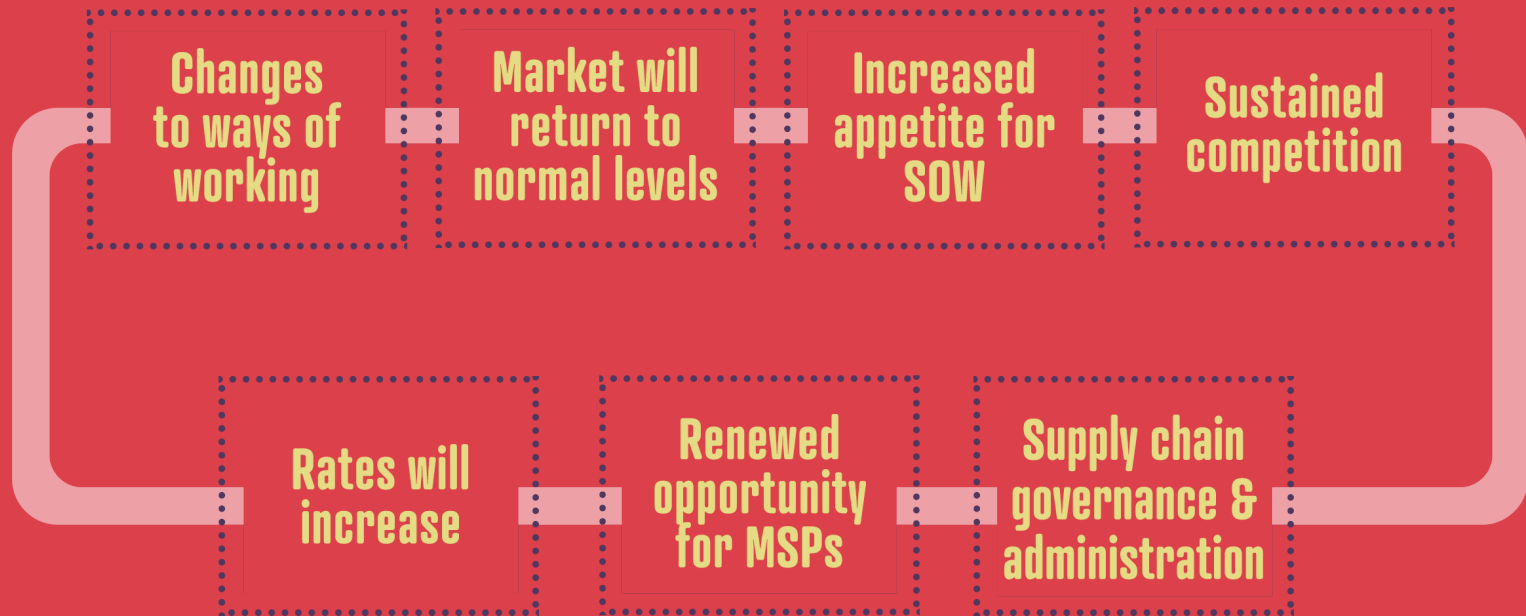 Changes
to ways of
working
Market will
return to
normal levels
Increased
appetite for
SOW
Sustained
competition
Rates will
increase
Renewed
opportunity
for MSPs
Supply chain
governance &
administration